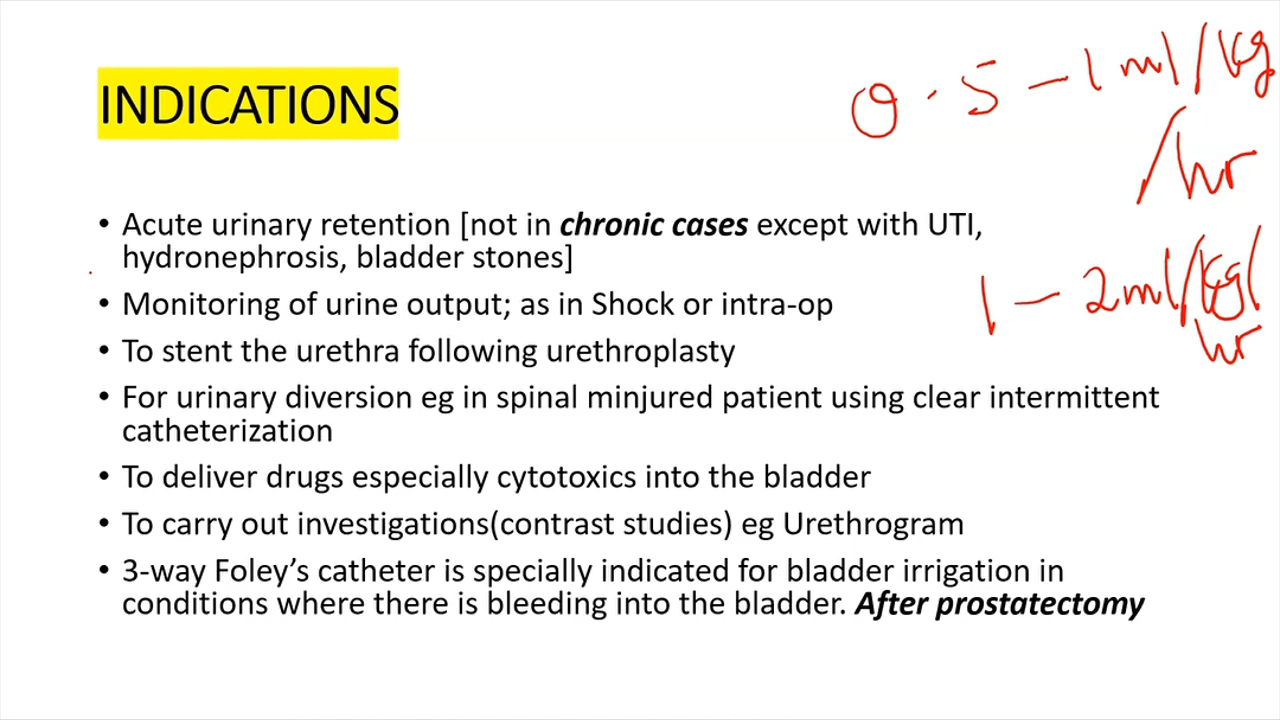 INDICATIONS
0.5 – 1 ml/kg
/hr
• Acute urinary retention [not in chronic cases except with UTI,
hydronephrosis, bladder stones]
1 – 2ml/kg/
hr
• Monitoring of urine output; as in Shock or intra-op
• To stent the urethra following urethroplasty
• For urinary diversion eg in spinal minjured patient using clear intermittent
catheterization
• To deliver drugs especially cytotoxics into the bladder
• To carry out investigations(contrast studies) eg Urethrogram
• 3-way Foley’s catheter is specially indicated for bladder irrigation in
conditions where there is bleeding into the bladder. After prostatectomy